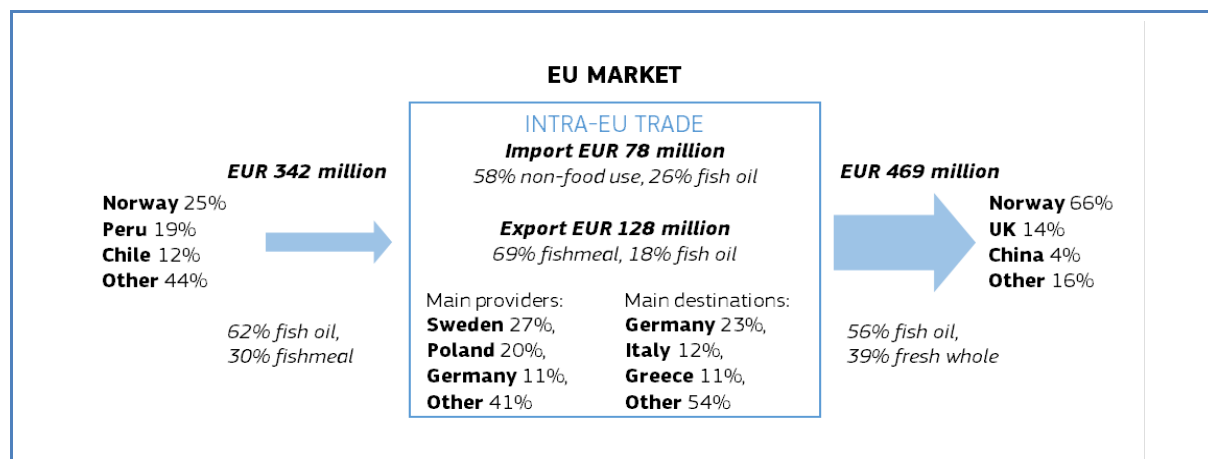 EU MARKET
EUR 342 million
Norway 25%
Peru 19%
Chile 12%
Other 44%
62% fish oil,
30% fishmeal
INTRA-EU TRADE
Import EUR 78 million
58% non-food use, 26% fish oil
Export EUR 128 million
69% fishmeal, 18% fish oil
Main providers:
Sweden 27%,
Poland 20%,
Germany 11%,
Other 41%
Main destinations:
Germany 23%,
Italy 12%,
Greece 11%,
Other 54%
EUR 469 million
Norway 66%
UK 14%
China 4%
Other 16%
56% fish oil,
39% fresh whole